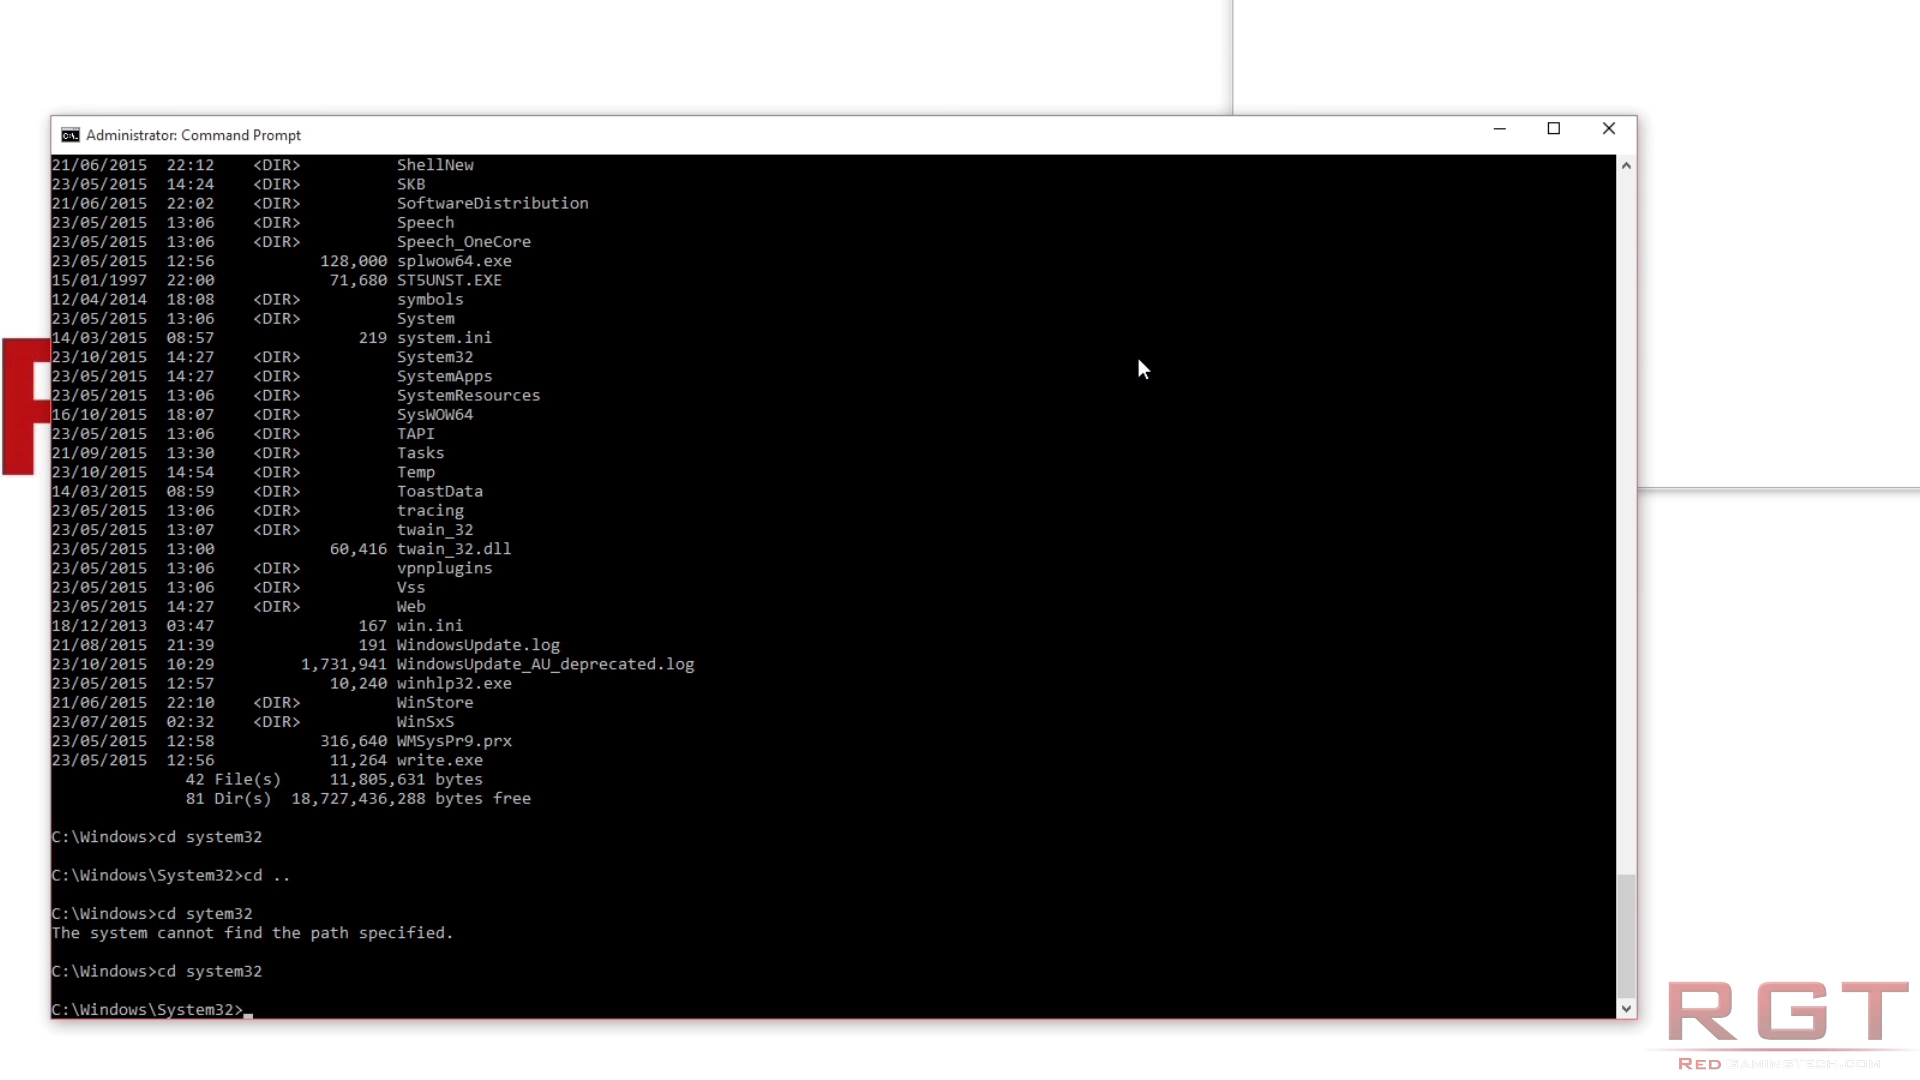 Administrator: Command Prompt
21/06/2015  22:12    <DIR>          ShellNew
23/05/2015  14:24    <DIR>          SKB
21/06/2015  22:02    <DIR>          SoftwareDistribution
23/05/2015  13:06    <DIR>          Speech
23/05/2015  13:06    <DIR>          Speech_OneCore
23/05/2015  12:56           128,000 splwow64.exe
15/01/1997  22:00            71,680 ST5UNST.EXE
12/04/2014  18:08    <DIR>          symbols
23/05/2015  13:06    <DIR>          System
14/03/2015  08:57               219 system.ini
23/10/2015  14:27    <DIR>          System32
23/05/2015  14:27    <DIR>          SystemApps
23/05/2015  13:06    <DIR>          SystemResources
16/10/2015  18:07    <DIR>          SysWOW64
23/05/2015  13:06    <DIR>          TAPI
21/09/2015  13:30    <DIR>          Tasks
23/10/2015  14:54    <DIR>          Temp
14/03/2015  08:59    <DIR>          ToastData
23/05/2015  13:06    <DIR>          tracing
23/05/2015  13:07    <DIR>          twain_32
23/05/2015  13:00            60,416 twain_32.dll
23/05/2015  13:06    <DIR>          vpnplugins
23/05/2015  13:06    <DIR>          Vss
23/05/2015  14:27    <DIR>          Web
18/12/2013  03:47               167 win.ini
21/08/2015  21:39               191 WindowsUpdate.log
23/10/2015  10:29         1,731,941 WindowsUpdate_AU_deprecated.log
23/05/2015  12:57            10,240 winhlp32.exe
21/06/2015  22:10    <DIR>          WinStore
23/07/2015  02:32    <DIR>          WinSxS
23/05/2015  12:58           316,640 WMSysPr9.prx
23/05/2015  12:56            11,264 write.exe
42 File(s)     11,805,631 bytes
81 Dir(s)  18,727,436,288 bytes free
C:\Windows>cd system32
C:\Windows\System32>cd ..
C:\Windows>cd sytem32
The system cannot find the path specified.
C:\Windows>cd system32
C:\Windows\System32>
RGT
REDGAMINGTECH.COM